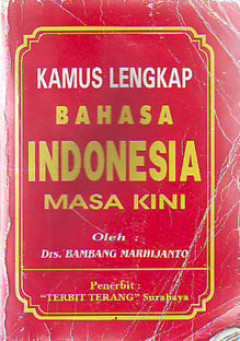 KAMUS LENGKAP
BAHASA
INDONESIA
MASA KINI
Oleh :
Drs. BAMBANG MARHIJANTO
Penerbit :
"TERBIT TERANG" Surabaya